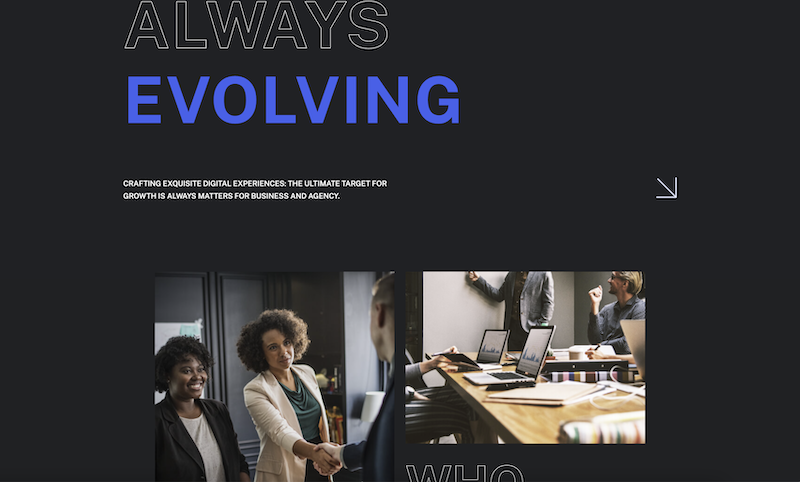 ALWAYS
EVOLVING
CRAFTING EXQUISITE DIGITAL EXPERIENCES: THE ULTIMATE TARGET FOR
GROWTH IS ALWAYS MATTERS FOR BUSINESS AND AGENCY.
WHO